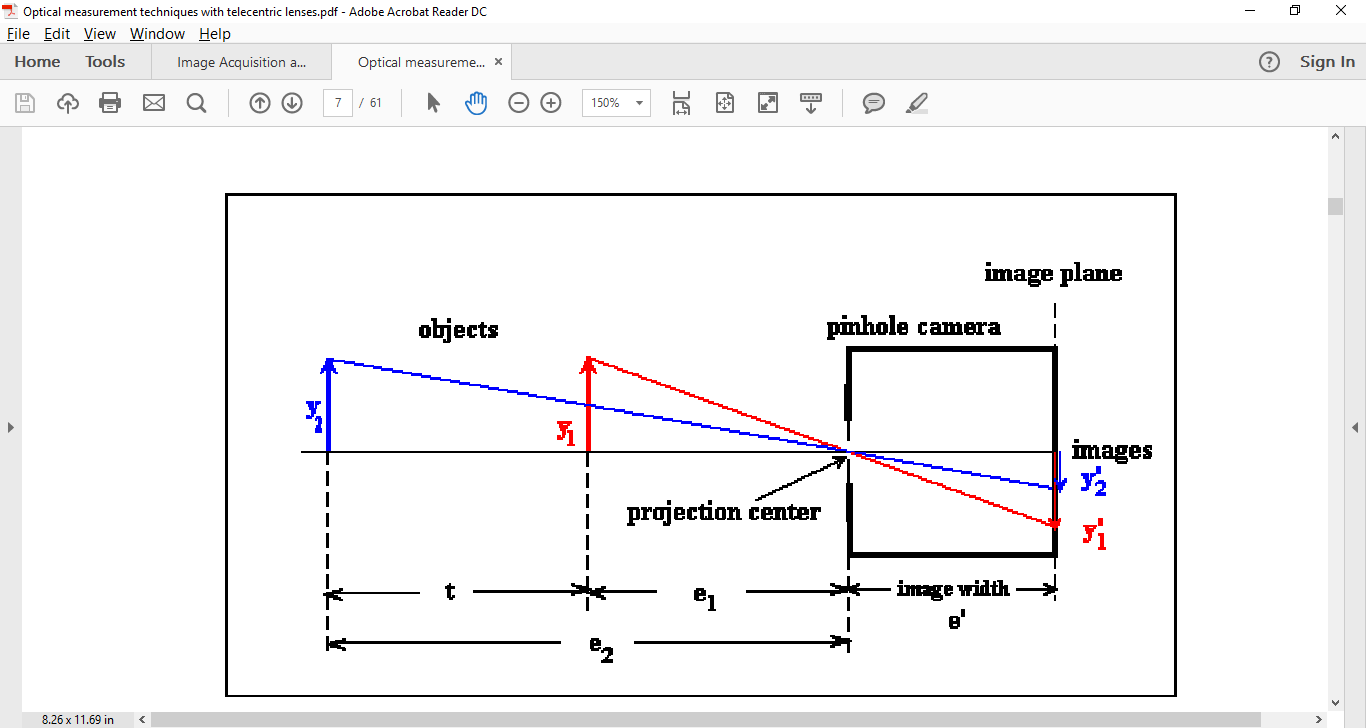 Optical measurement techniques with telecentric lenses.pdf - Adobe Acrobat Reader DC
File Edit View Window Help
Home Tools Image Acquisition a... Optical measureme... × ? Sign In
7 / 61 150%
image plane
objects
pinhole camera
y2
y1
images
y'2
projection center
y'1
t e1 image width
e'
e2
8.26 x 11.69 in